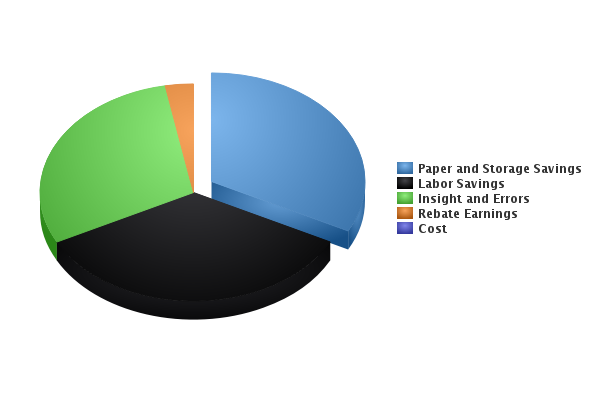 Paper and Storage Savings
Labor Savings
Insight and Errors
Rebate Earnings
Cost